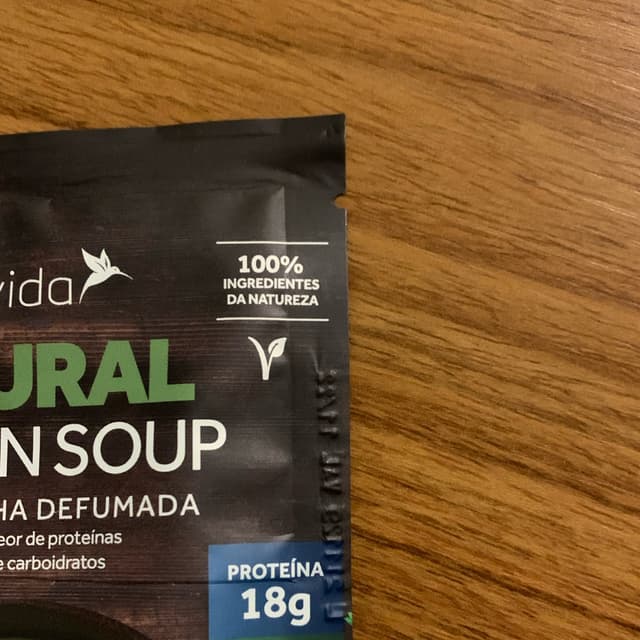 vida
100%
INGREDIENTES
DA NATUREZA
URAL
N SOUP
HA DEFUMADA
eor de proteínas
e carboidratos
PROTEÍNA
18g